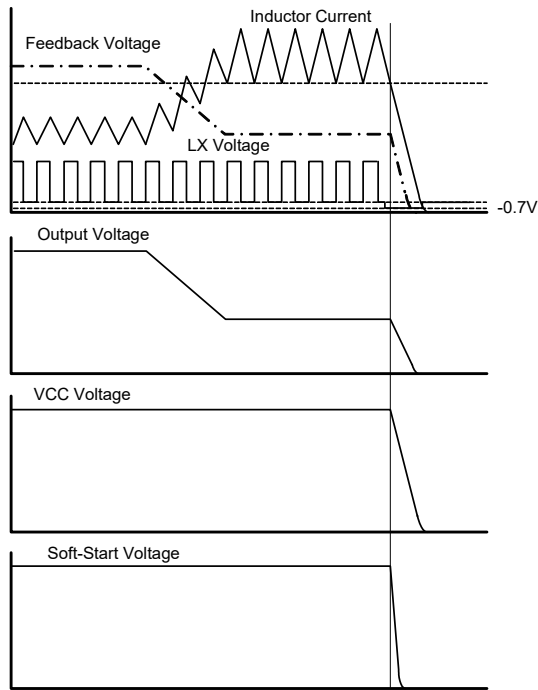 Inductor Current
Feedback Voltage
LX Voltage
-0.7V
Output Voltage
VCC Voltage
Soft-Start Voltage